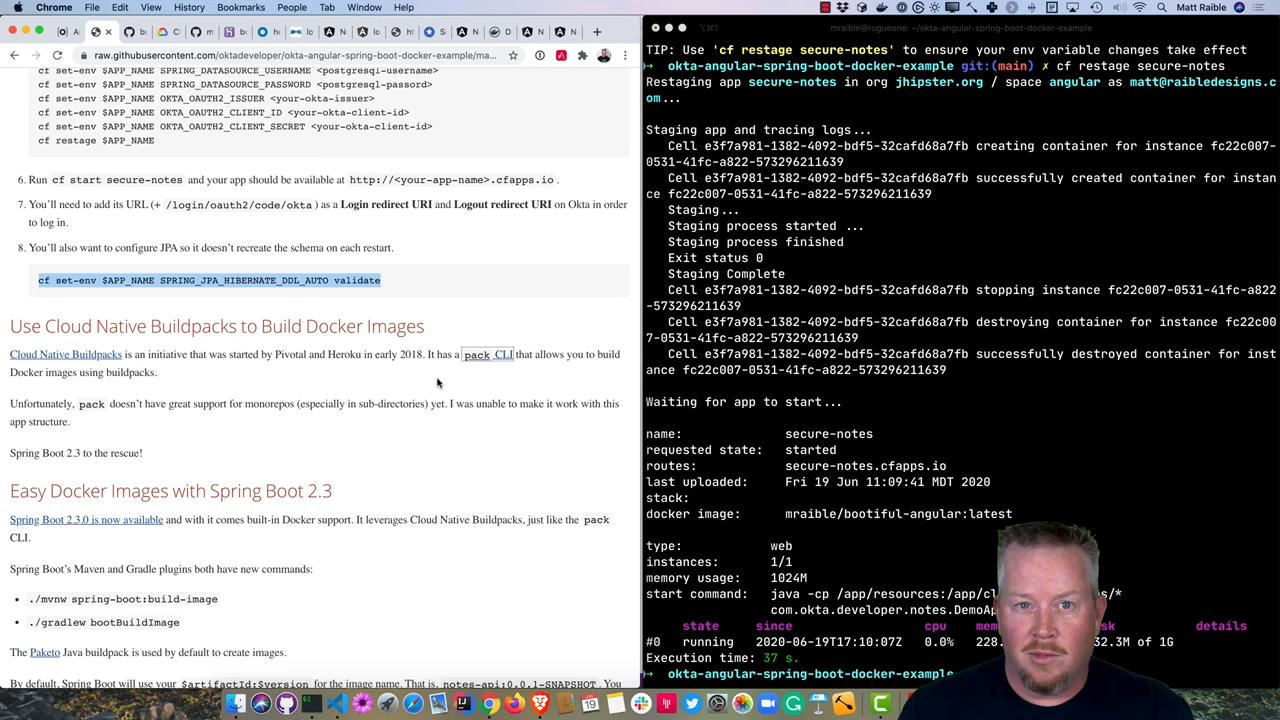 Chrome File Edit View History Bookmarks People Tab Window Help
Matt Raible
raw.githubusercontent.com/oktadeveloper/okta-angular-spring-boot-docker-example/ma...
cf set-env $APP_NAME SPRING_DATASOURCE_USERNAME <postgresql-username>
cf set-env $APP_NAME SPRING_DATASOURCE_PASSWORD <postgresql-passord>
cf set-env $APP_NAME OKTA_OAUTH2_ISSUER <your-okta-issuer>
cf set-env $APP_NAME OKTA_OAUTH2_CLIENT_ID <your-okta-client-id>
cf set-env $APP_NAME OKTA_OAUTH2_CLIENT_SECRET <your-okta-client-id>
cf restage $APP_NAME
6. Run cf start secure-notes and your app should be available at http://<your-app-name>.cfapps.io.
7. You'll need to add its URL (+ /login/oauth2/code/okta) as a Login redirect URI and Logout redirect URI on Okta in order
to log in.
8. You'll also want to configure JPA so it doesn't recreate the schema on each restart.
cf set-env $APP_NAME SPRING_JPA_HIBERNATE_DDL_AUTO validate
Use Cloud Native Buildpacks to Build Docker Images
Cloud Native Buildpacks is an initiative that was started by Pivotal and Heroku in early 2018. It has a pack CLI that allows you to build
Docker images using buildpacks.
Unfortunately, pack doesn't have great support for monorepos (especially in sub-directories) yet. I was unable to make it work with this
app structure.
Spring Boot 2.3 to the rescue!
Easy Docker Images with Spring Boot 2.3
Spring Boot 2.3.0 is now available and with it comes built-in Docker support. It leverages Cloud Native Buildpacks, just like the pack
CLI.
Spring Boot's Maven and Gradle plugins both have new commands:
• ./mvnw spring-boot:build-image
• ./gradlew bootBuildImage
The Paketo Java buildpack is used by default to create images.
By default, Spring Boot will use your $artifactId:$version for the image name. That is, notes-api:0.0.1-SNAPSHOT. You
mraible@rogueone: ~/okta-angular-spring-boot-docker-example
TIP: Use 'cf restage secure-notes' to ensure your env variable changes take effect
→ okta-angular-spring-boot-docker-example git:(main) ✗ cf restage secure-notes
Restaging app secure-notes in org jhipster.org / space angular as matt@raibledesigns.c
om...
Staging app and tracing logs...
Cell e3f7a981-1382-4092-bdf5-32cafd68a7fb creating container for instance fc22c007-
0531-41fc-a822-573296211639
Cell e3f7a981-1382-4092-bdf5-32cafd68a7fb successfully created container for instan
ce fc22c007-0531-41fc-a822-573296211639
Staging...
Staging process started ...
Staging process finished
Exit status 0
Staging Complete
Cell e3f7a981-1382-4092-bdf5-32cafd68a7fb stopping instance fc22c007-0531-41fc-a822
-573296211639
Cell e3f7a981-1382-4092-bdf5-32cafd68a7fb destroying container for instance fc22c00
7-0531-41fc-a822-573296211639
Cell e3f7a981-1382-4092-bdf5-32cafd68a7fb successfully destroyed container for inst
ance fc22c007-0531-41fc-a822-573296211639
Waiting for app to start...
name: secure-notes
requested state: started
routes: secure-notes.cfapps.io
last uploaded: Fri 19 Jun 11:09:41 MDT 2020
stack:
docker image: mraible/bootiful-angular:latest
type: web
instances: 1/1
memory usage: 1024M
start command: java -cp /app/resources:/app/cl s/*
com.okta.developer.notes.DemoAp
state since cpu mem sk details
#0 running 2020-06-19T17:10:07Z 0.0% 228. 32.3M of 1G
Execution time: 37 s.
→ okta-angular-spring-boot-docker-example